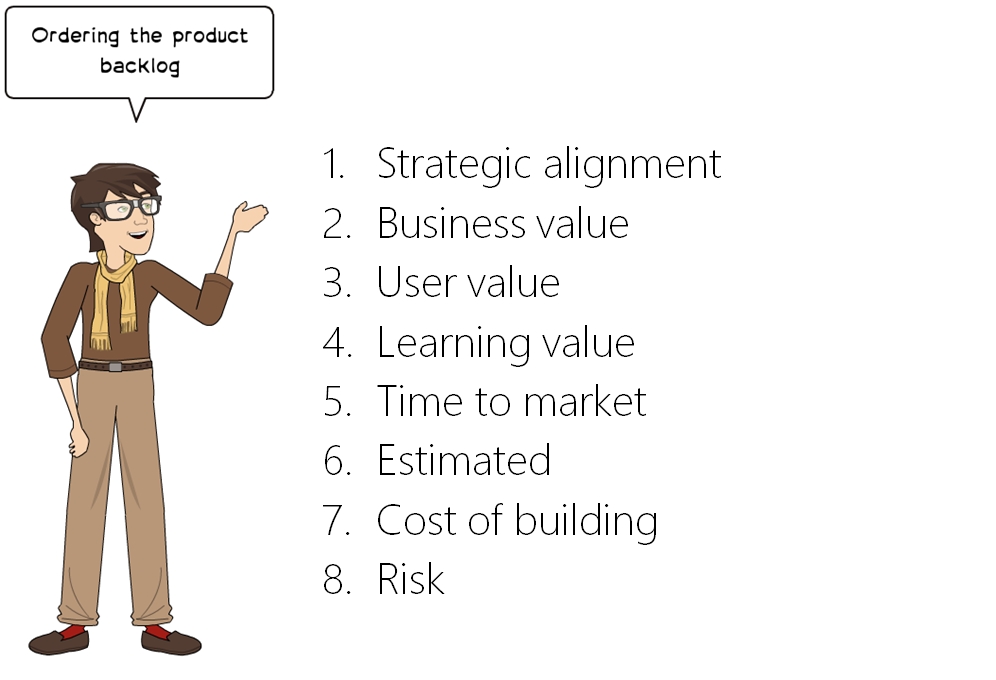 Ordering the product
backlog
1. Strategic alignment
2. Business value
3. User value
4. Learning value
5. Time to market
6. Estimated
7. Cost of building
8. Risk